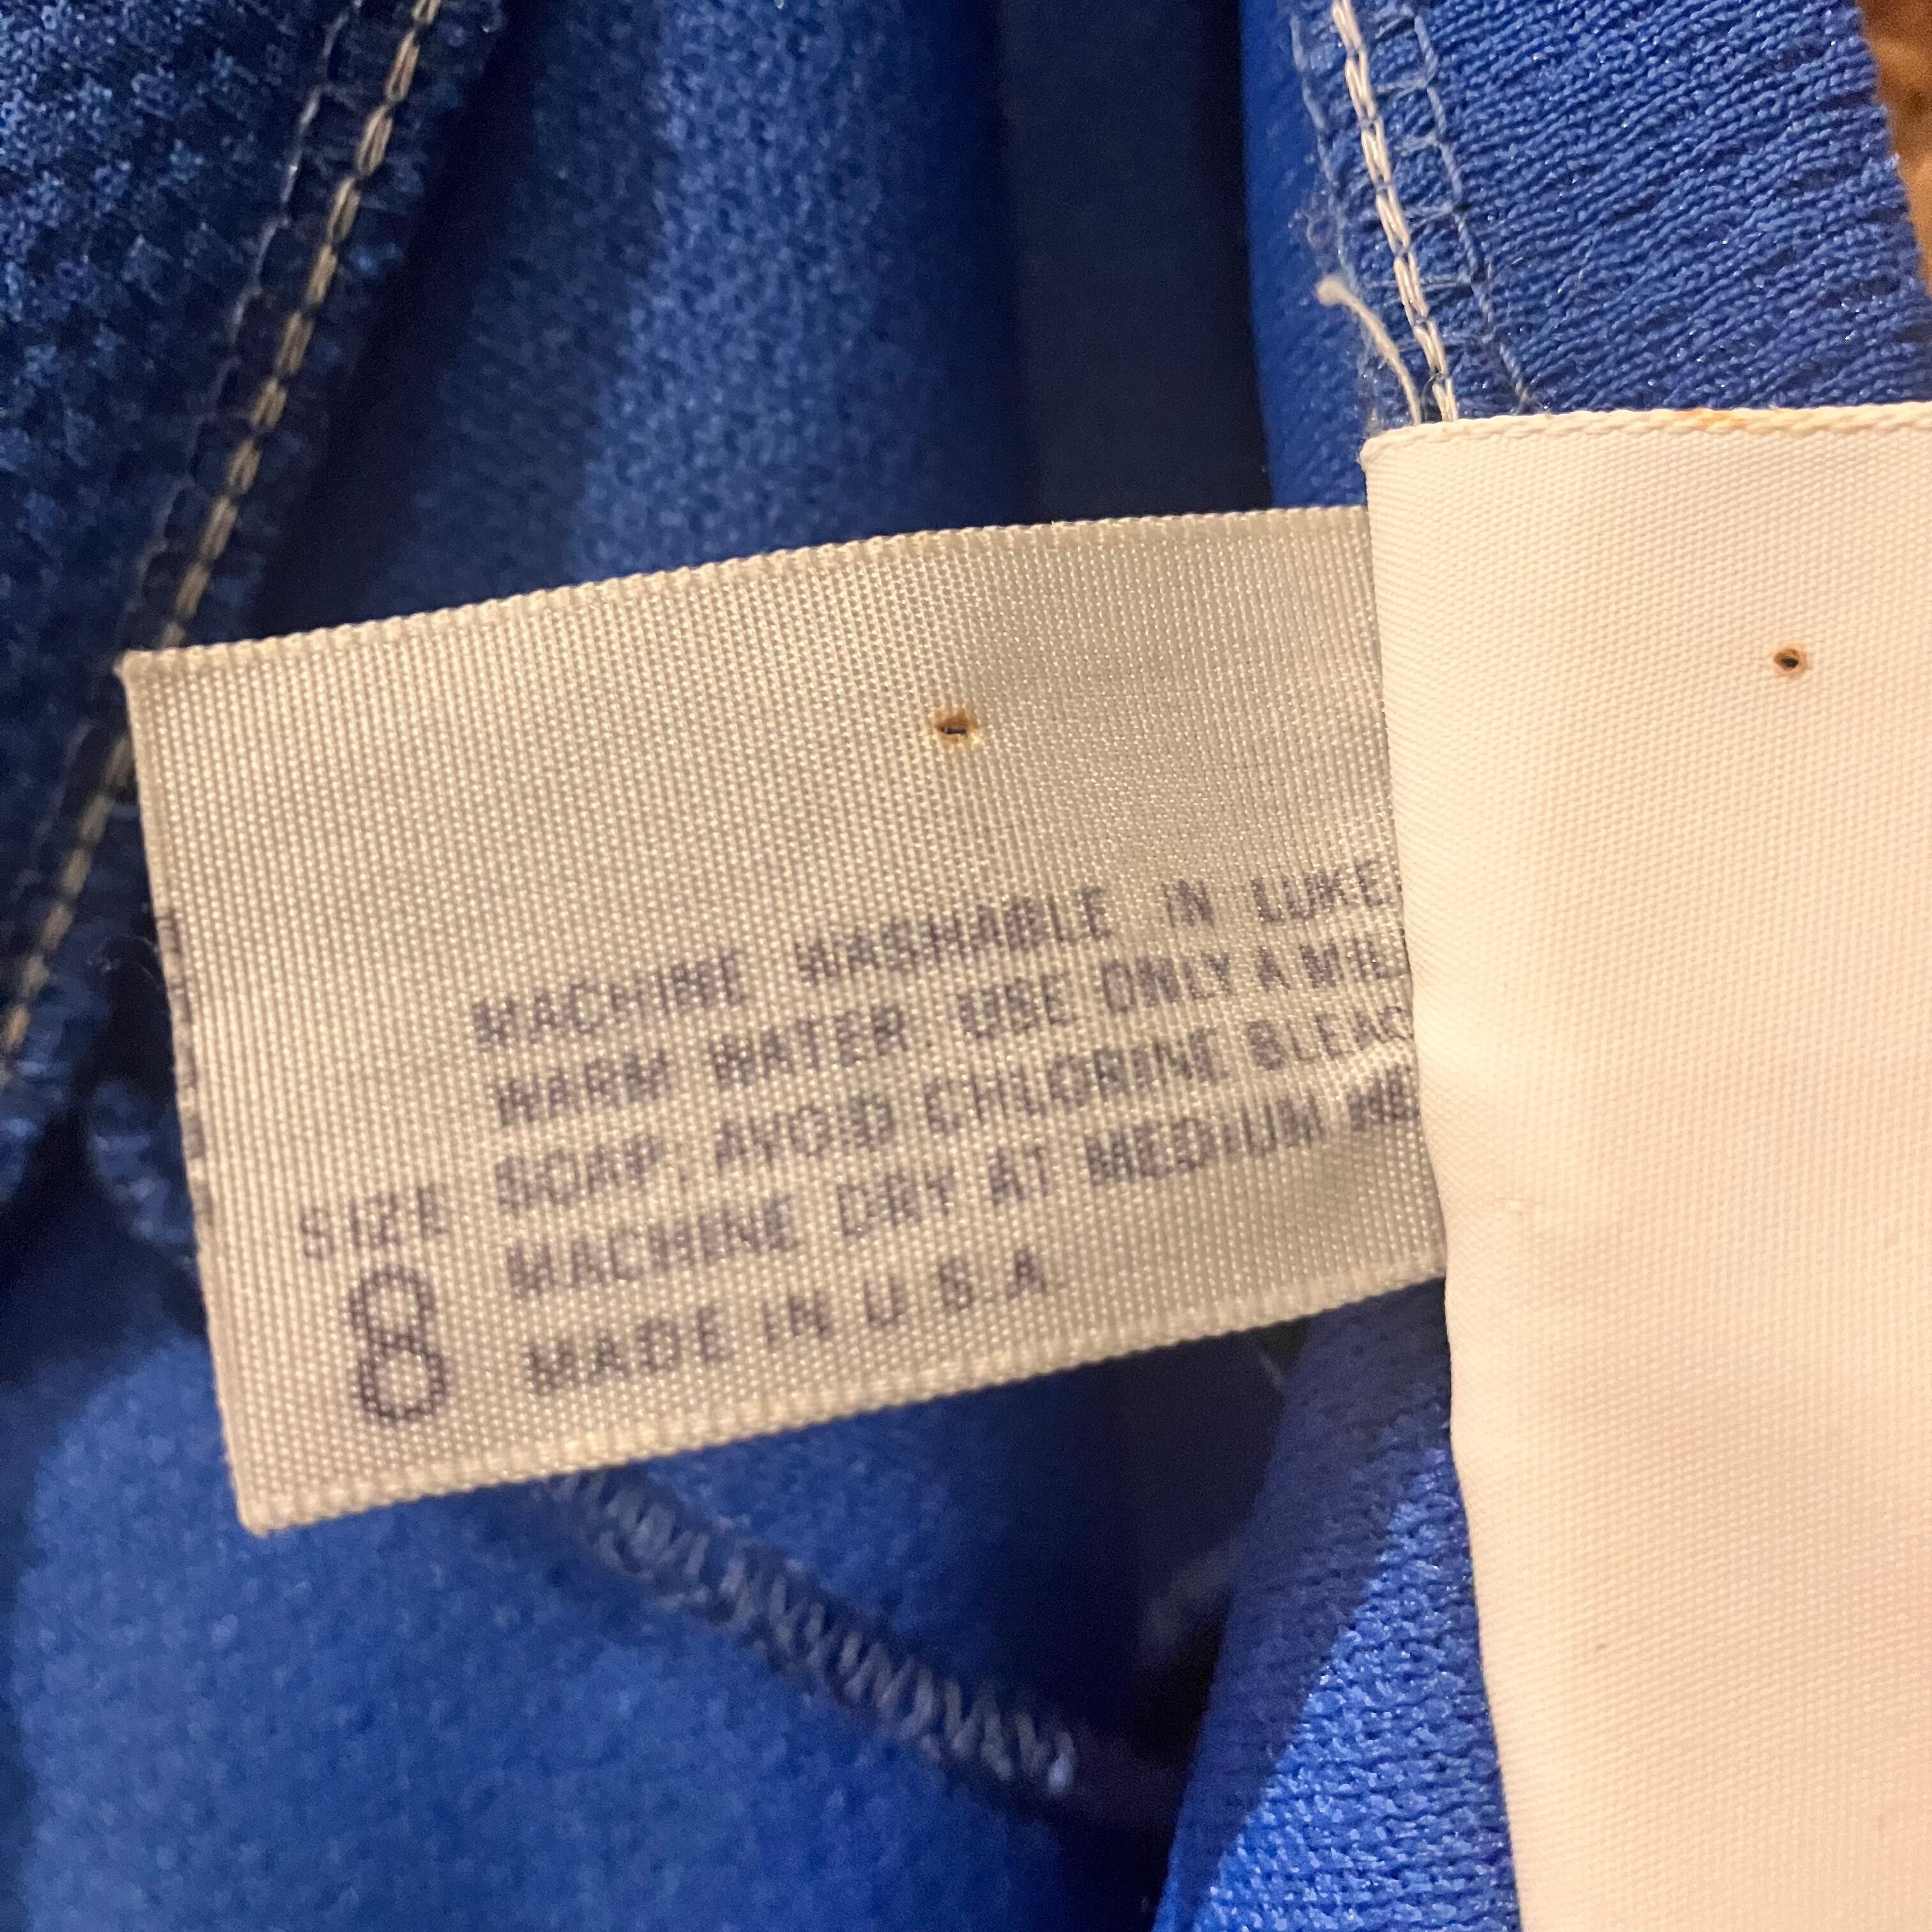 MACHINE WASHABLE IN LUKE
WARM WATER. USE ONLY A MIL
SOAP. AVOID CHLORINE BLEAC
MACHINE DRY AT MEDIUM
MADE IN U.S.A.
SIZE
8